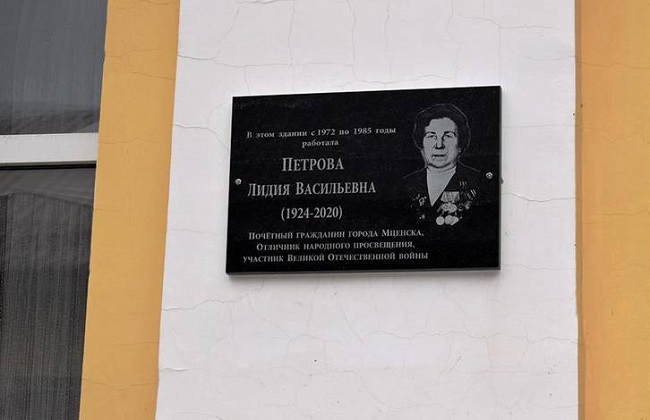 В этом здании с 1972 по 1985 годы
работала
Петрова
Лидия Васильевна
(1924-2020)
Почётный гражданин города Мценска,
Отличник народного просвещения,
участник Великой Отечественной войны